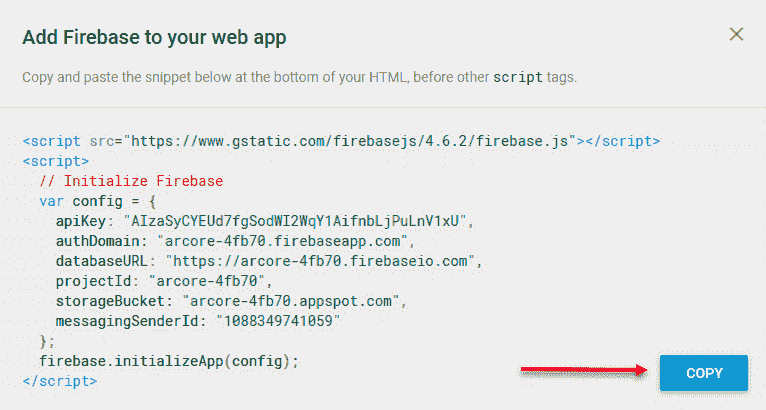 Add Firebase to your web app
Copy and paste the snippet below at the bottom of your HTML, before other script tags.
<script src="https://www.gstatic.com/firebasejs/4.6.2/firebase.js"></script>
<script>
// Initialize Firebase
var config = {
apiKey: "AIzaSyCYEUd7fgSodWI2WqY1AifnbLjPuLnV1xU",
authDomain: "arcore-4fb70.firebaseapp.com",
databaseURL: "https://arcore-4fb70.firebaseio.com",
projectId: "arcore-4fb70",
storageBucket: "arcore-4fb70.appspot.com",
messagingSenderId: "1088349741059"
};
firebase.initializeApp(config);
</script>
COPY